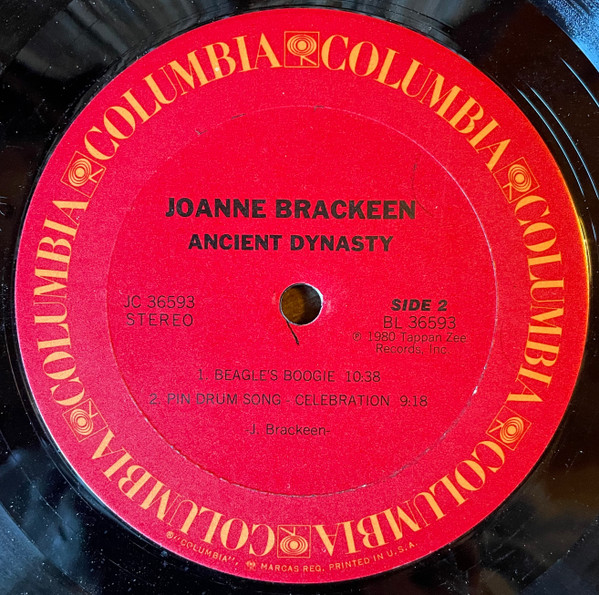 COLUMBIA COLUMBIA COLUMBIA COLUMBIA COLUMBIA COLUMBIA COLUMBIA COLUMBIA
JOANNE BRACKEEN
ANCIENT DYNASTY
JC 36593
STEREO
SIDE 2
BL 36593
℗ 1980 Tappan Zee
Records, Inc.
1. BEAGLE'S BOOGIE 10:38
2. PIN DRUM SONG - CELEBRATION 9:18
-J. Brackeen-
®"COLUMBIA", MARCAS REG. PRINTED IN U.S.A.